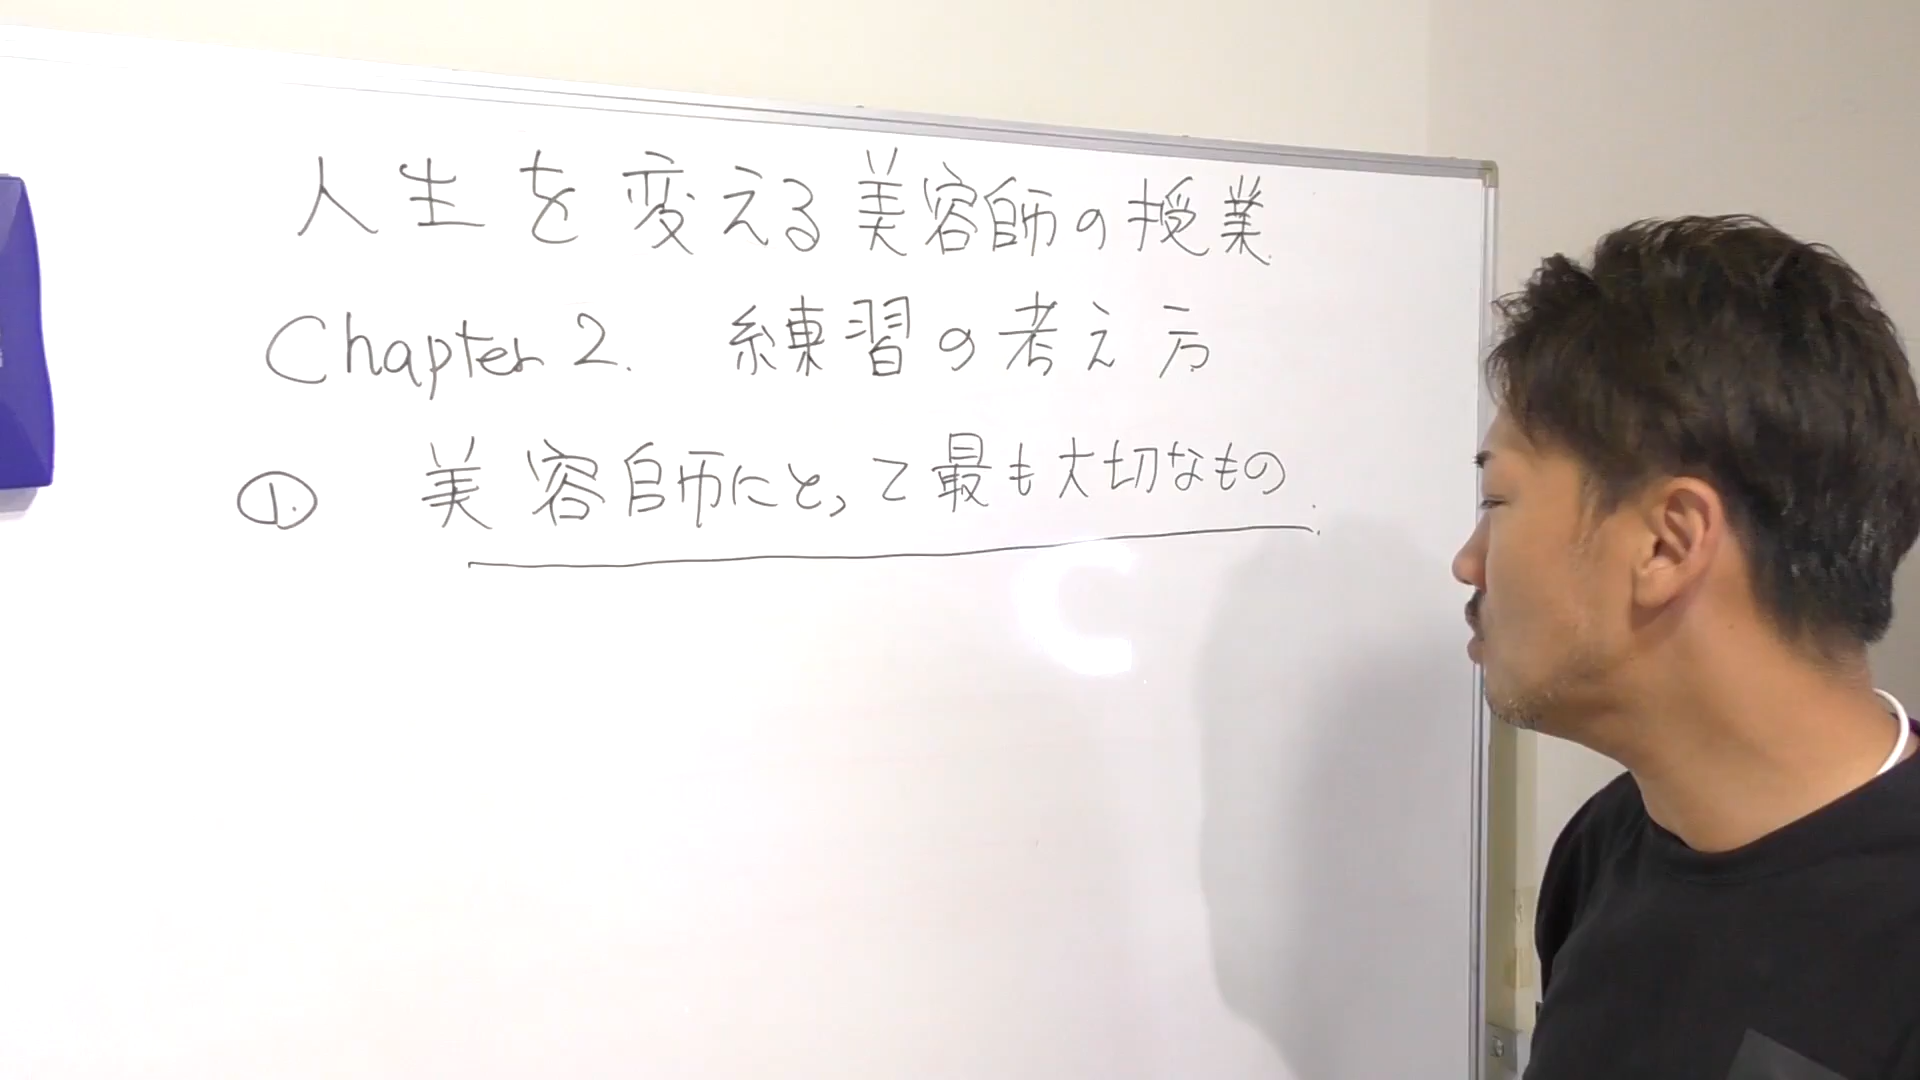 人生を変える美容師の授業
Chapter 2. 練習の考え方
① 美容師にとって最も大切なもの